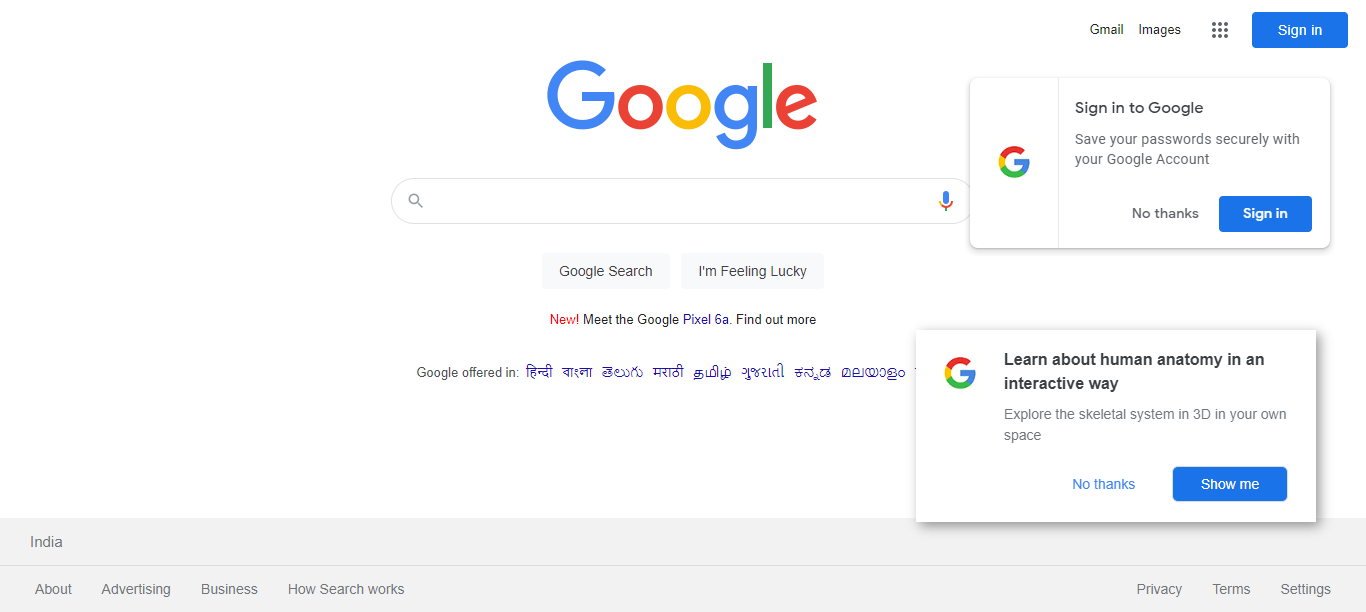 Gmail Images Sign in
Google
Sign in to Google
Save your passwords securely with
your Google Account
No thanks Sign in
Google Search I'm Feeling Lucky
New! Meet the Google Pixel 6a. Find out more
Google offered in: हिन्दी বাংলা తెలుగు मराठी தமிழ் ગુજરાતી ಕನ್ನಡ മലയാളം
Learn about human anatomy in an
interactive way
Explore the skeletal system in 3D in your own
space
No thanks Show me
India
About Advertising Business How Search works Privacy Terms Settings